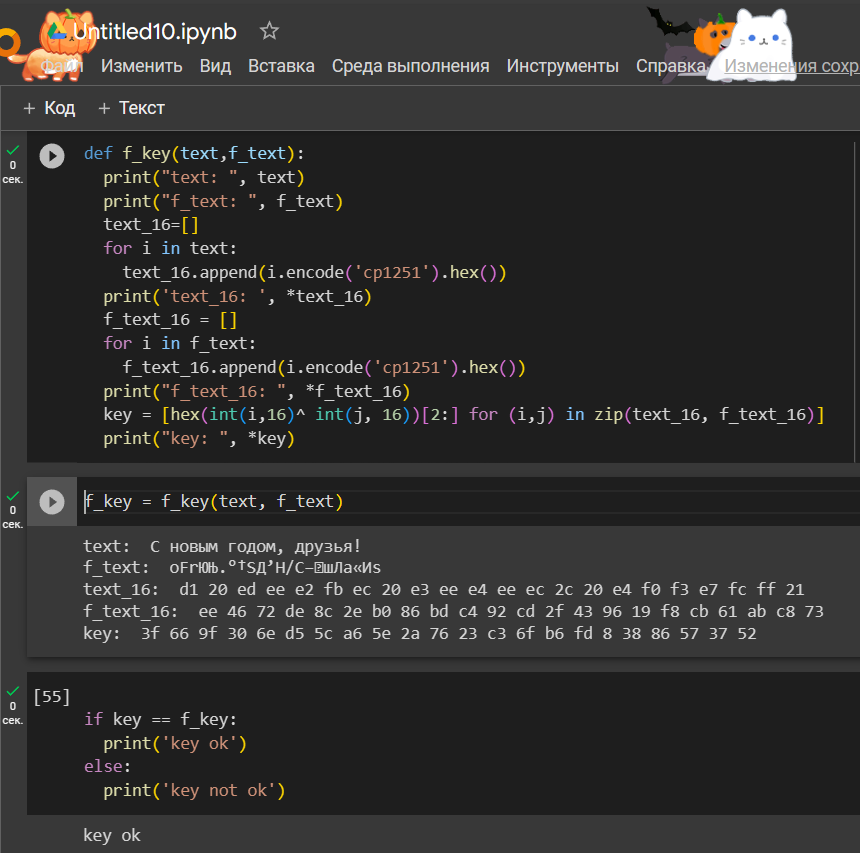 Untitled10.ipynb
Файл Изменить Вид Вставка Среда выполнения Инструменты Справка Изменения сохр
+ Код + Текст
0
сек.
def f_key(text,f_text):
print("text: ", text)
print("f_text: ", f_text)
text_16=[]
for i in text:
text_16.append(i.encode('cp1251').hex())
print('text_16: ', *text_16)
f_text_16 = []
for i in f_text:
f_text_16.append(i.encode('cp1251').hex())
print("f_text_16: ", *f_text_16)
key = [hex(int(i,16)^ int(j, 16))[2:] for (i,j) in zip(text_16, f_text_16)]
print("key: ", *key)
0
сек.
f_key = f_key(text, f_text)
text:  С новым годом, друзья!
f_text:  оFrЮЊ.°†ЅД’Н/C–шЛa«Иs
text_16:  d1 20 ed ee e2 fb ec 20 e3 ee e4 ee ec 2c 20 e4 f0 f3 e7 fc ff 21
f_text_16:  ee 46 72 de 8c 2e b0 86 bd c4 92 cd 2f 43 96 19 f8 cb 61 ab c8 73
key:  3f 66 9f 30 6e d5 5c a6 5e 2a 76 23 c3 6f b6 fd 8 38 86 57 37 52
0
сек.
[55]
if key == f_key:
print('key ok')
else:
print('key not ok')
key ok